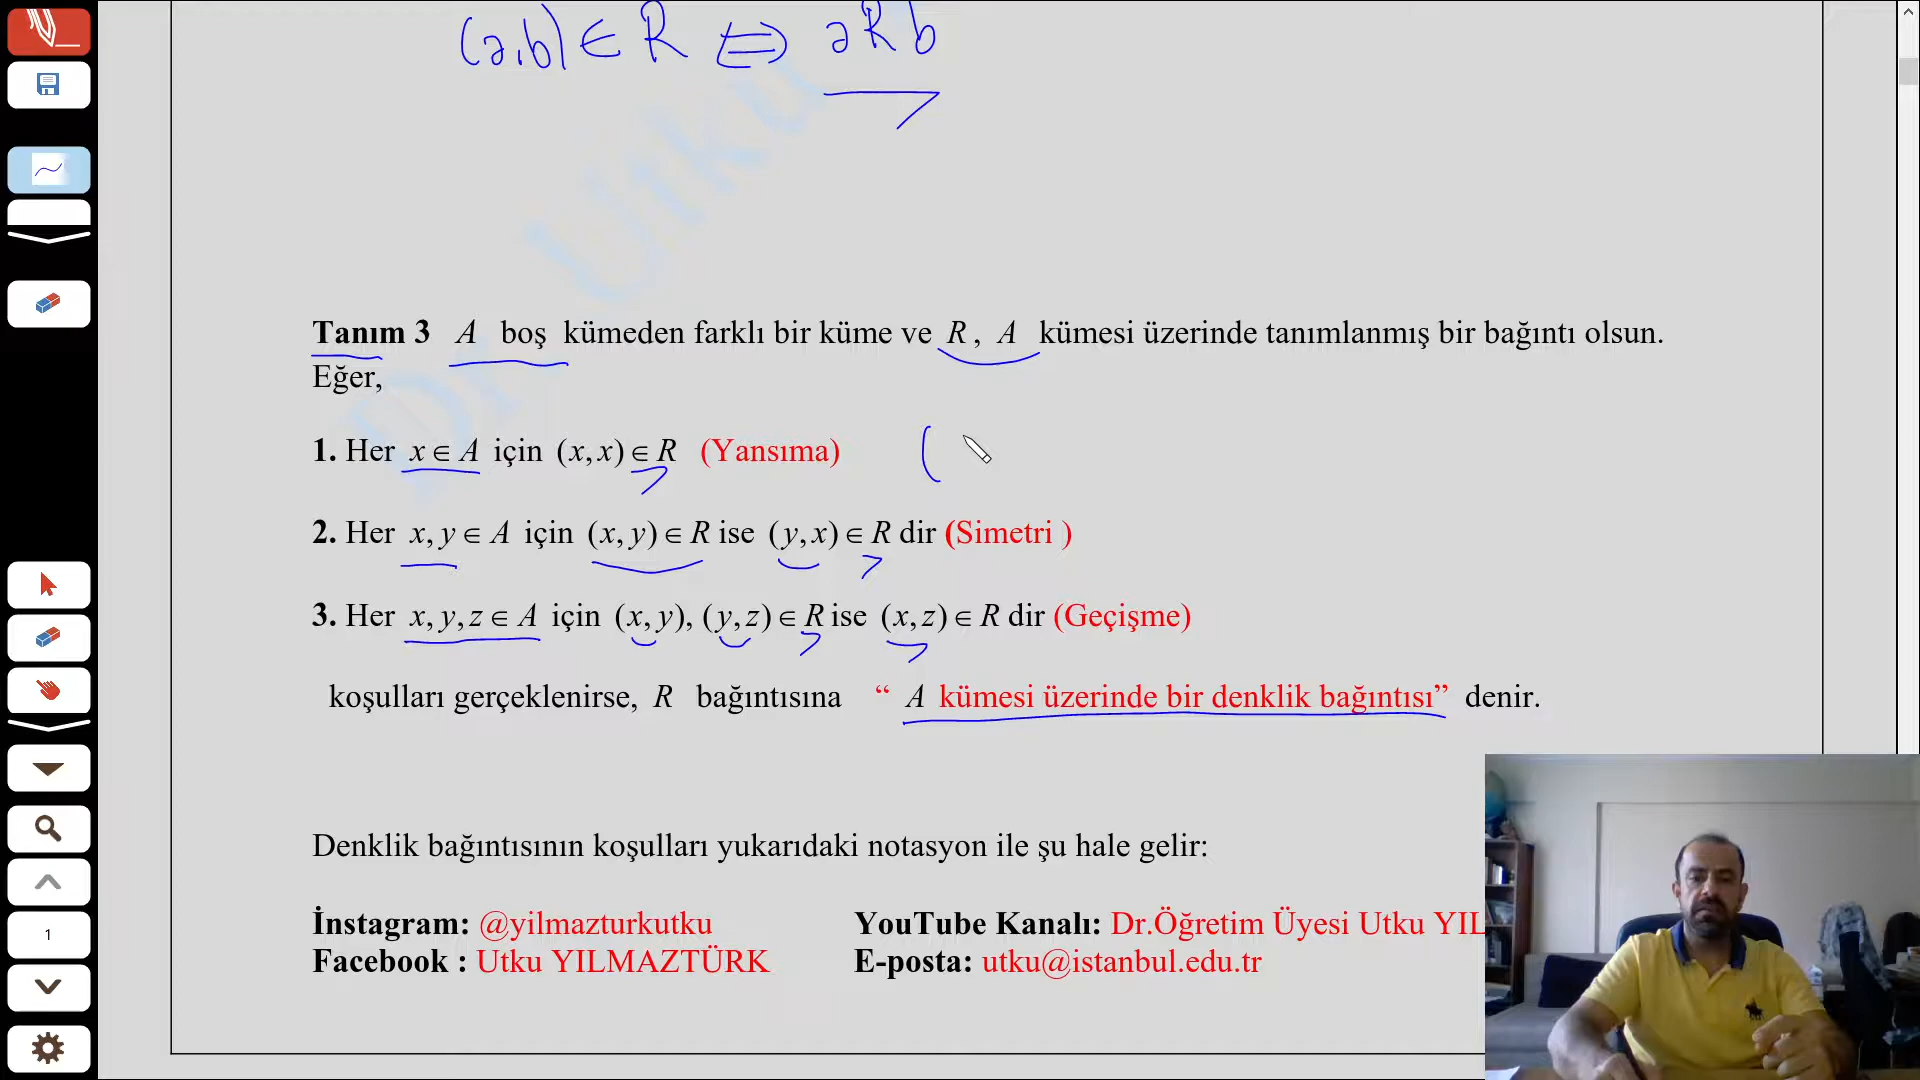 (a,b) ∈ R ⇔ aRb
Dr. Utku
Tanım 3 A boş kümeden farklı bir küme ve R, A kümesi üzerinde tanımlanmış bir bağıntı olsun.
Eğer,
1. Her x ∈ A için (x,x) ∈ R (Yansıma) (
2. Her x,y ∈ A için (x,y) ∈ R ise (y,x) ∈ R dir (Simetri )
3. Her x,y,z ∈ A için (x,y),(y,z) ∈ R ise (x,z) ∈ R dir (Geçişme)
koşulları gerçeklenirse, R bağıntısına “ A kümesi üzerinde bir denklik bağıntısı” denir.
Denklik bağıntısının koşulları yukarıdaki notasyon ile şu hale gelir:
İnstagram: @yilmazturkutku YouTube Kanalı: Dr.Öğretim Üyesi Utku YIL
Facebook : Utku YILMAZTÜRK E-posta: utku@istanbul.edu.tr
1